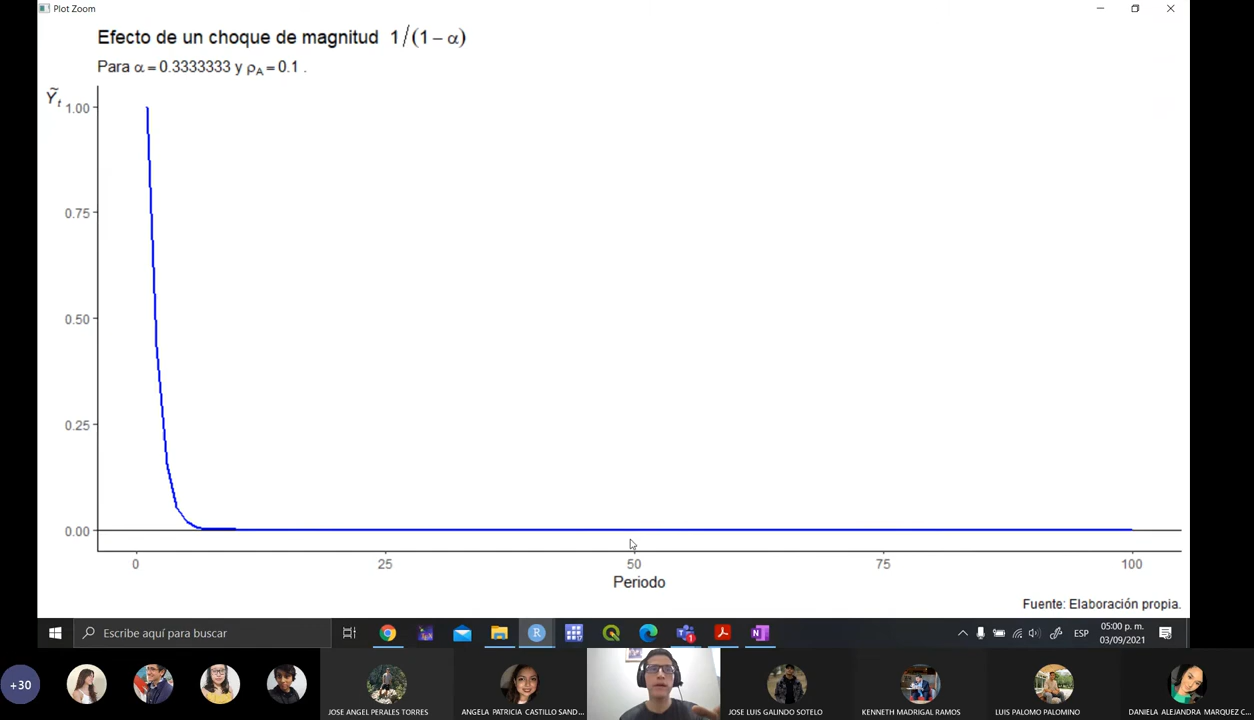 Plot Zoom
Efecto de un choque de magnitud 1/(1−α)
Para α = 0.3333333 y ρA = 0.1 .
Ỹt
1.00
0.75
0.50
0.25
0.00
0 25 50 75 100
Periodo
Fuente: Elaboración propia.
Escribe aquí para buscar
1
ESP
05:00 p. m.
03/09/2021
+30
JOSE ANGEL PERALES TORRES
ANGELA PATRICIA CASTILLO SAND...
JOSE LUIS GALINDO SOTELO
KENNETH MADRIGAL RAMOS
LUIS PALOMO PALOMINO
DANIELA ALEJANDRA MARQUEZ C...